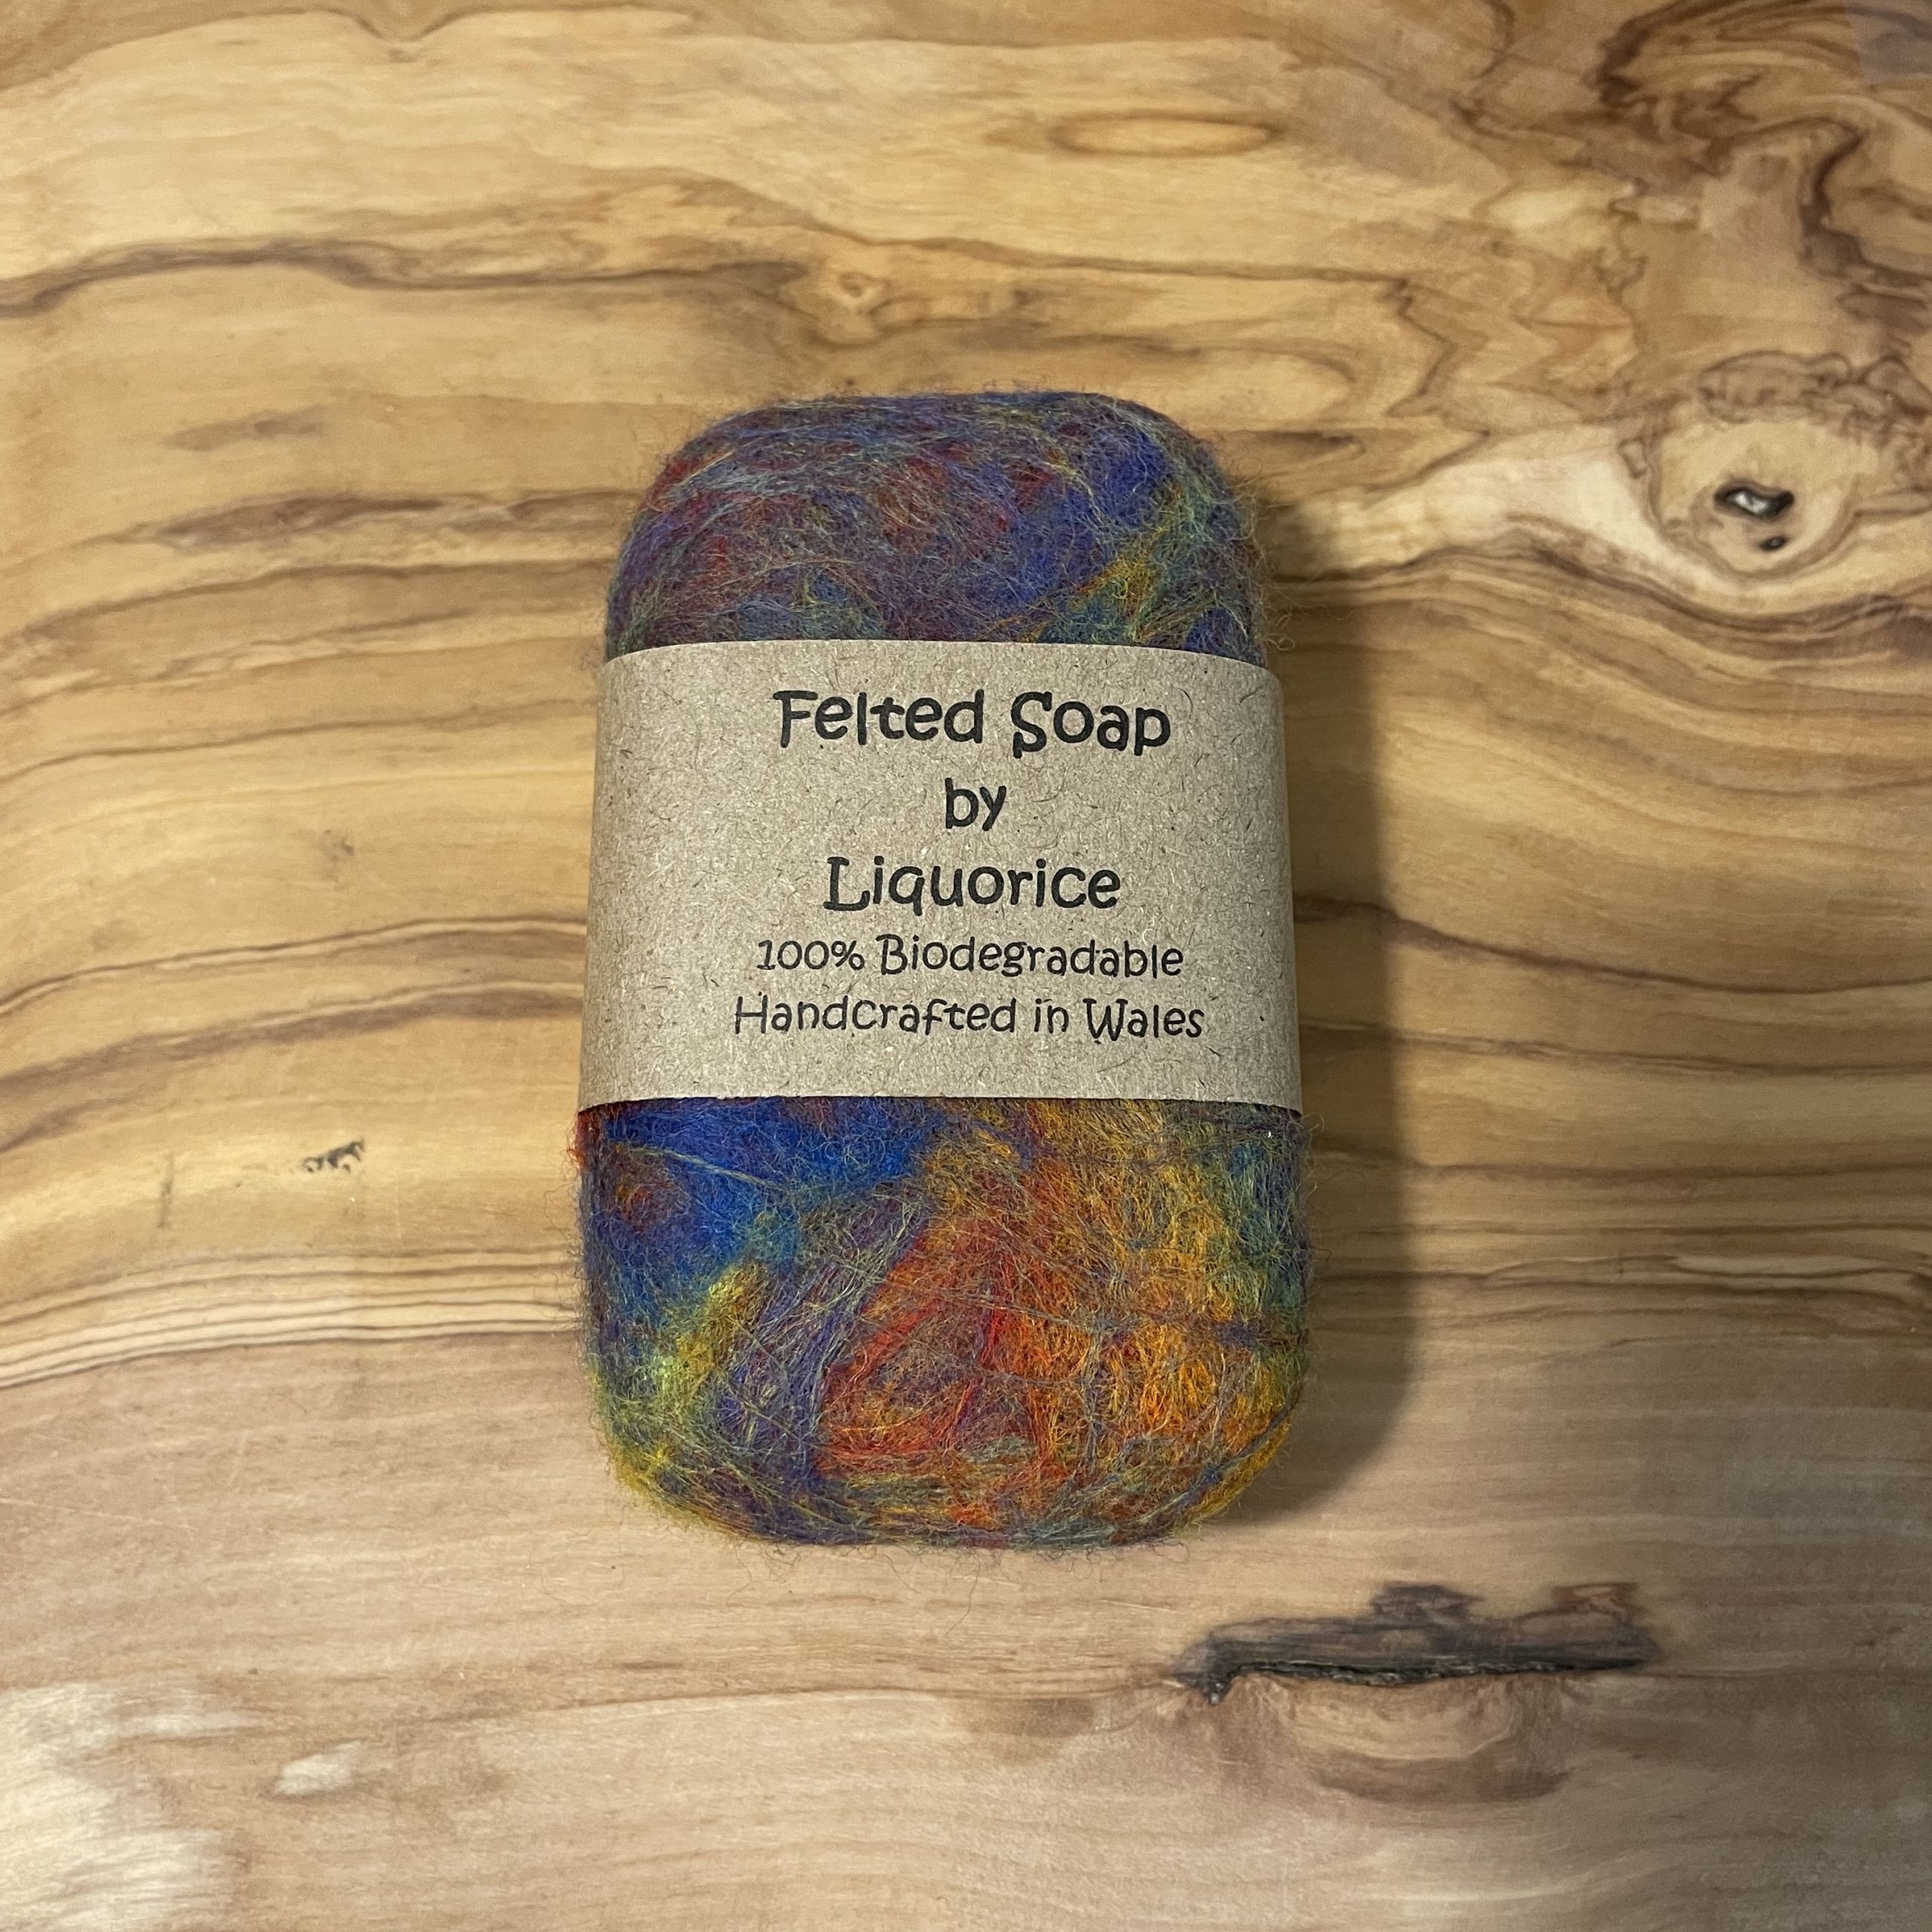 Felted Soap
by
Liquorice
100% Biodegradable
Handcrafted in Wales